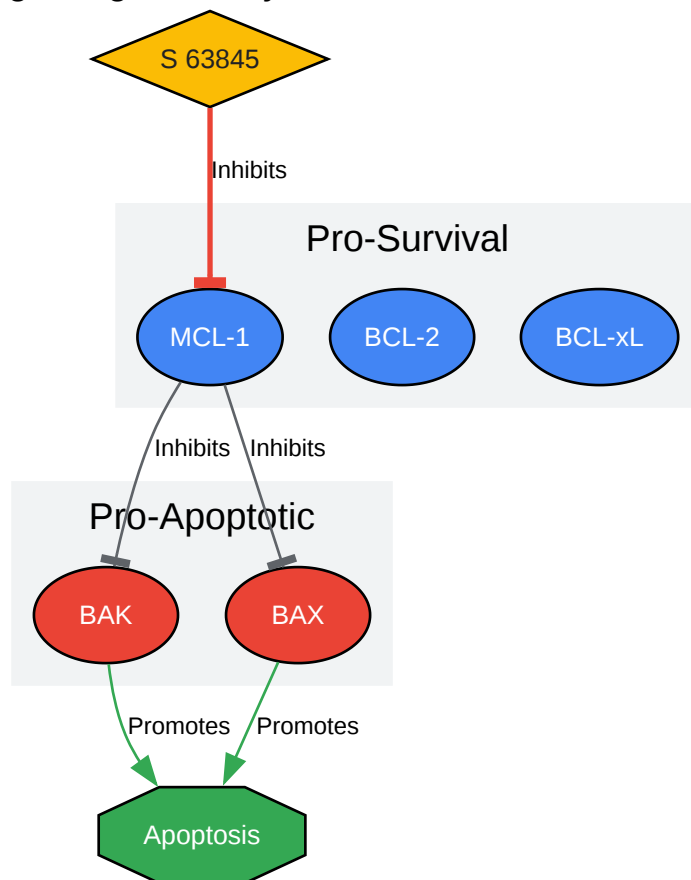 S 63845
Inhibits
Pro-Survival
MCL-1 BCL-2 BCL-xL
Inhibits Inhibits
Pro-Apoptotic
BAK BAX
Promotes Promotes
Apoptosis